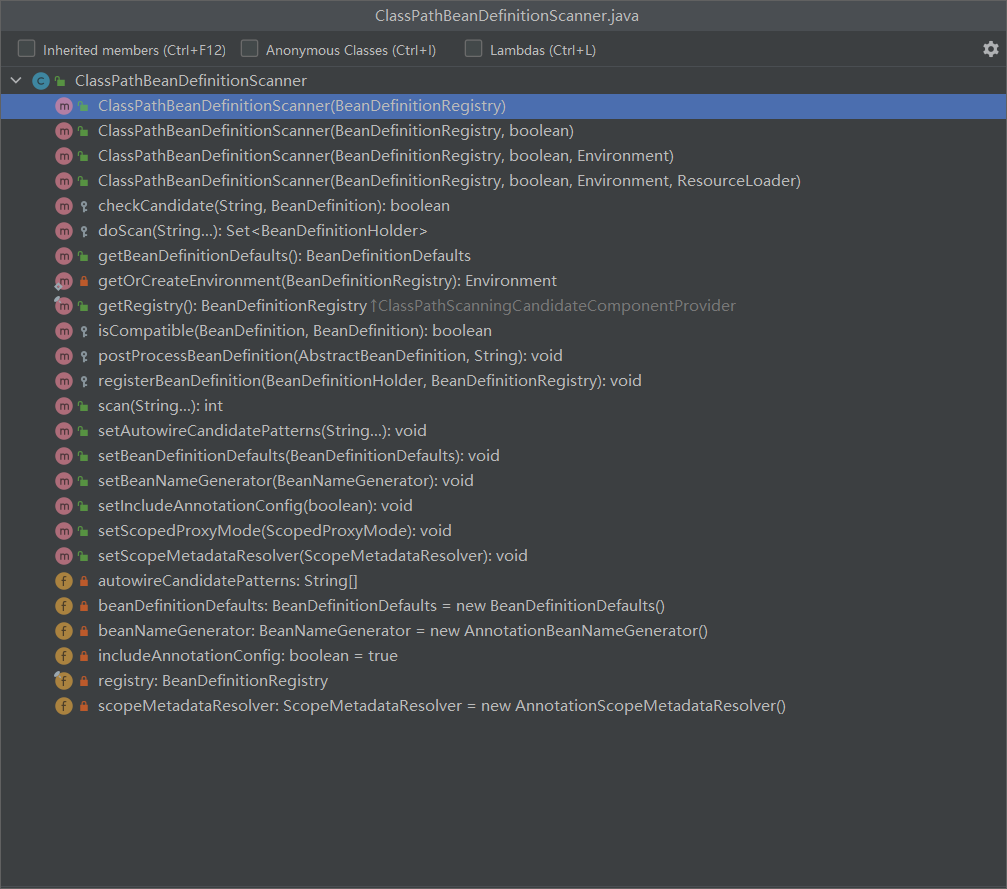 ClassPathBeanDefinitionScanner.java
Inherited members (Ctrl+F12) Anonymous Classes (Ctrl+I) Lambdas (Ctrl+L)
C ClassPathBeanDefinitionScanner
m ClassPathBeanDefinitionScanner(BeanDefinitionRegistry)
m ClassPathBeanDefinitionScanner(BeanDefinitionRegistry, boolean)
m ClassPathBeanDefinitionScanner(BeanDefinitionRegistry, boolean, Environment)
m ClassPathBeanDefinitionScanner(BeanDefinitionRegistry, boolean, Environment, ResourceLoader)
m checkCandidate(String, BeanDefinition): boolean
m doScan(String...): Set<BeanDefinitionHolder>
m getBeanDefinitionDefaults(): BeanDefinitionDefaults
m getOrCreateEnvironment(BeanDefinitionRegistry): Environment
m getRegistry(): BeanDefinitionRegistry ↑ClassPathScanningCandidateComponentProvider
m isCompatible(BeanDefinition, BeanDefinition): boolean
m postProcessBeanDefinition(AbstractBeanDefinition, String): void
m registerBeanDefinition(BeanDefinitionHolder, BeanDefinitionRegistry): void
m scan(String...): int
m setAutowireCandidatePatterns(String...): void
m setBeanDefinitionDefaults(BeanDefinitionDefaults): void
m setBeanNameGenerator(BeanNameGenerator): void
m setIncludeAnnotationConfig(boolean): void
m setScopedProxyMode(ScopedProxyMode): void
m setScopeMetadataResolver(ScopeMetadataResolver): void
f autowireCandidatePatterns: String[]
f beanDefinitionDefaults: BeanDefinitionDefaults = new BeanDefinitionDefaults()
f beanNameGenerator: BeanNameGenerator = new AnnotationBeanNameGenerator()
f includeAnnotationConfig: boolean = true
f registry: BeanDefinitionRegistry
f scopeMetadataResolver: ScopeMetadataResolver = new AnnotationScopeMetadataResolver()